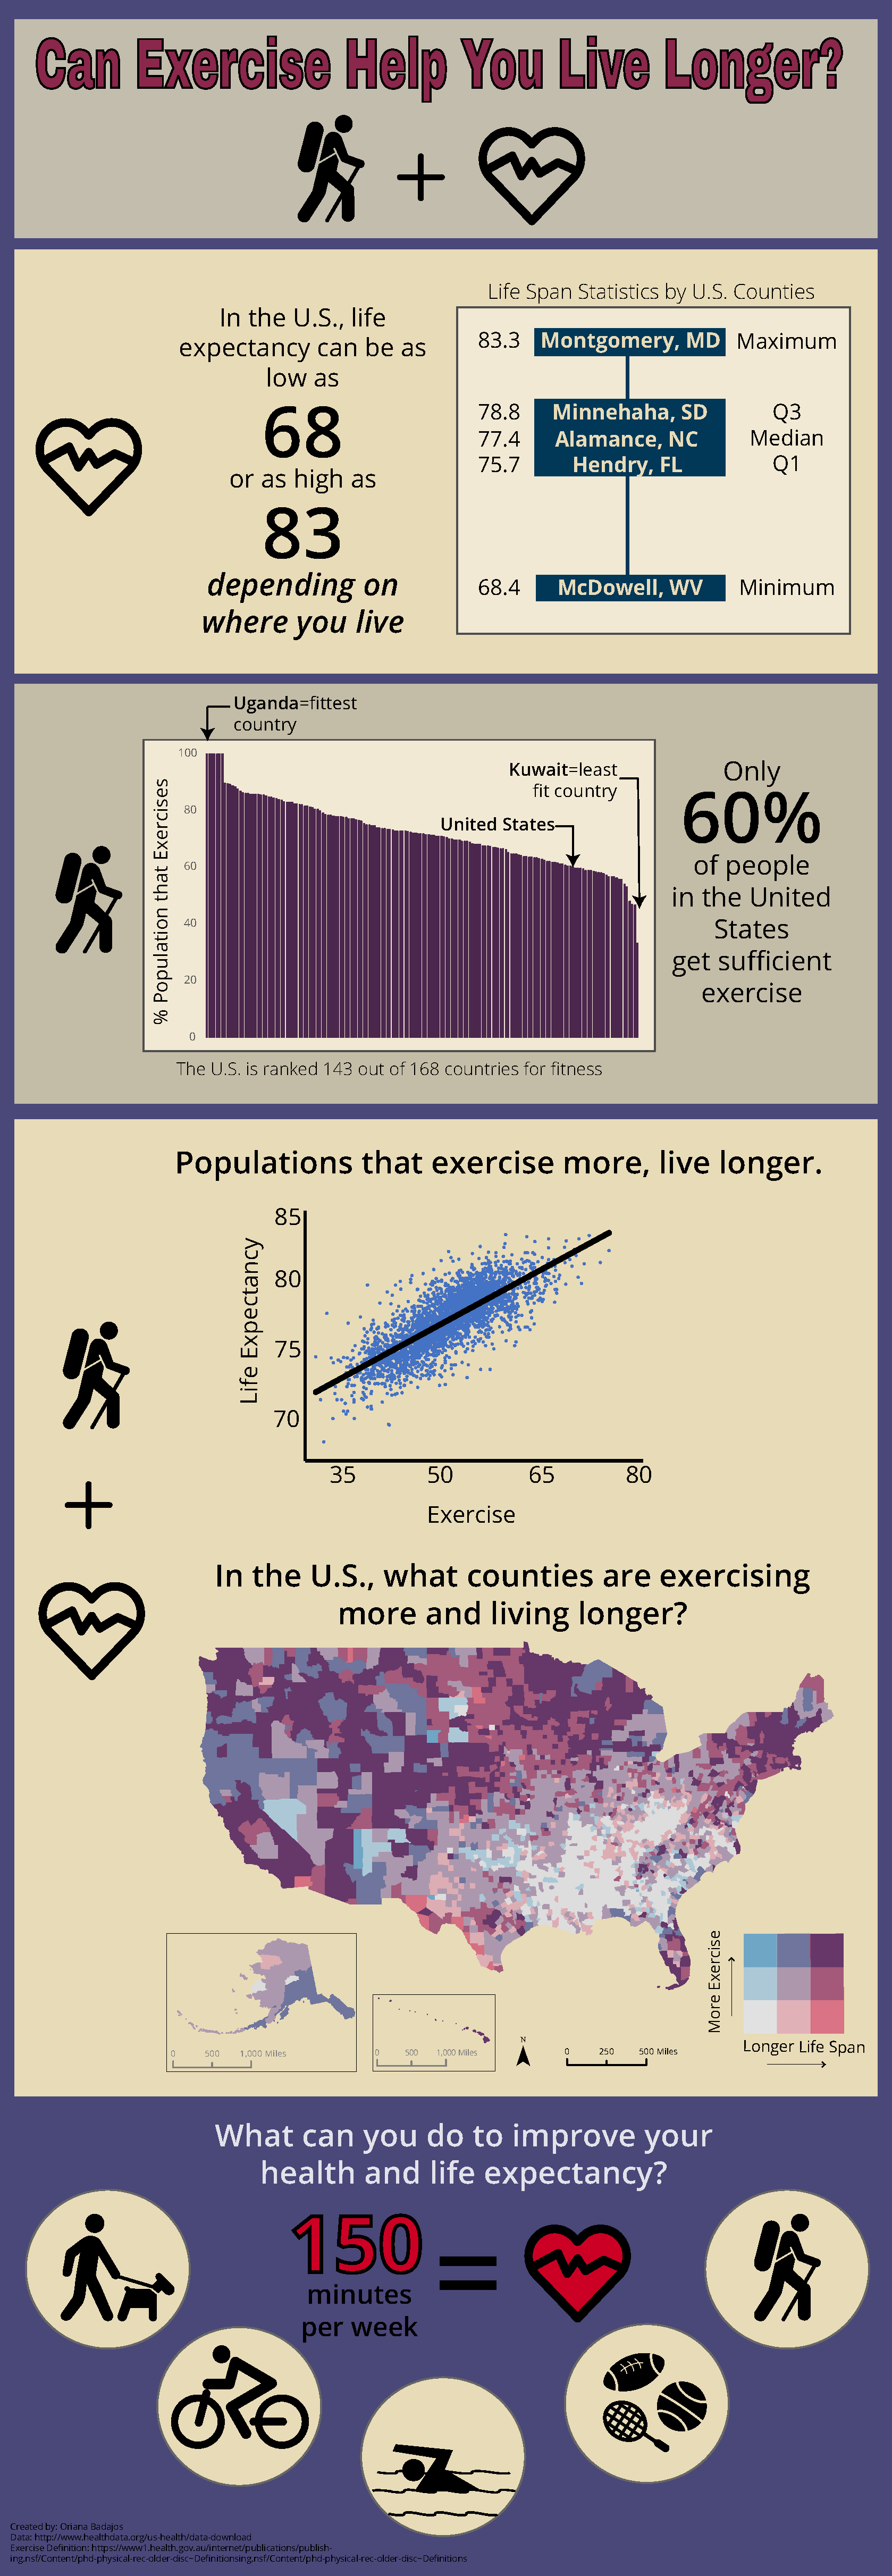 Can Exercise Help You Live Longer?
In the U.S., life
expectancy can be as
low as
68
or as high as
83
depending on
where you live
Life Span Statistics by U.S. Counties
83.3 Montgomery, MD Maximum
78.8 Minnehaha, SD Q3
77.4 Alamance, NC Median
75.7 Hendry, FL Q1
68.4 McDowell, WV Minimum
Uganda=fittest
country
% Population that Exercises
100
80
60
40
20
0
Kuwait=least
fit country
United States
The U.S. is ranked 143 out of 168 countries for fitness
Only
60%
of people
in the United
States
get sufficient
exercise
Populations that exercise more, live longer.
Life Expectancy
85
80
75
70
35 50 65 80
Exercise
In the U.S., what counties are exercising
more and living longer?
0 500 1,000 Miles
0 500 1,000 Miles
N
0 250 500 Miles
More Exercise
Longer Life Span
What can you do to improve your
health and life expectancy?
150
minutes
per week
=
Created by: Oriana Badajos
Data: http://www.healthdata.org/us-health/data-download
Exercise Definition: https://www1.health.gov.au/internet/publications/publish-
ing.nsf/Content/phd-physical-rec-older-disc~Definitionsing.nsf/Content/phd-physical-rec-older-disc~Definitions